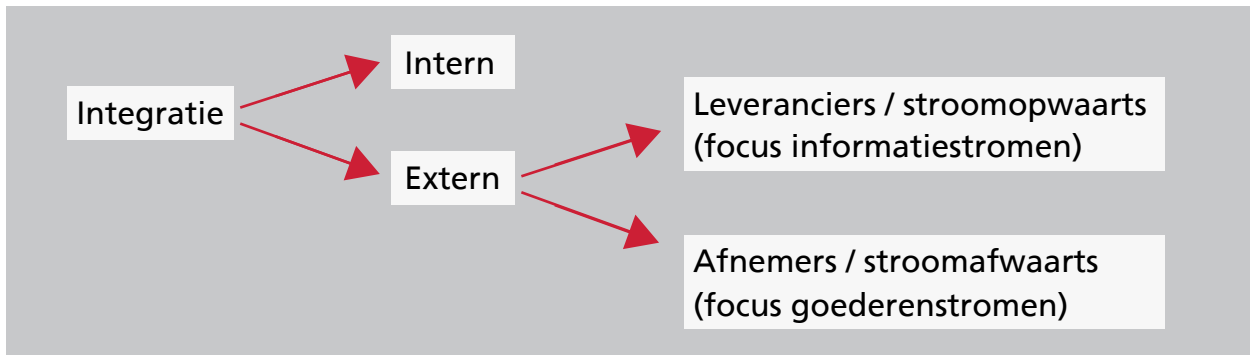 Integratie
Intern
Extern
Leveranciers / stroomopwaarts
(focus informatiestromen)
Afnemers / stroomafwaarts
(focus goederenstromen)